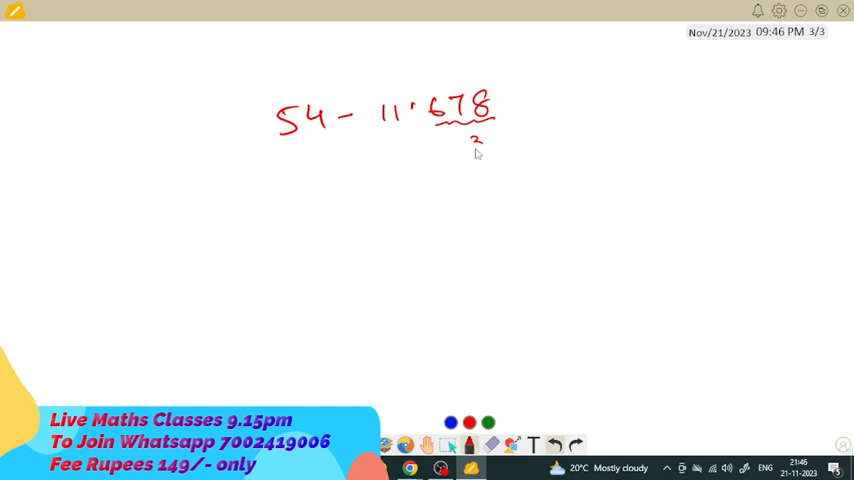 Nov/21/2023 09:46 PM 3/3
54 - 11.678
2
Live Maths Classes 9.15pm
To Join Whatsapp 7002419006
Fee Rupees 149/- only
T
20°C Mostly cloudy
ENG
21:46
21-11-2023
5